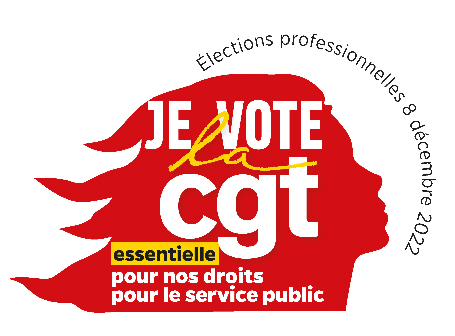 Élections professionnelles 8 décembre 2022
JE VOTE
la
cgt
essentielle
pour nos droits
pour le service public